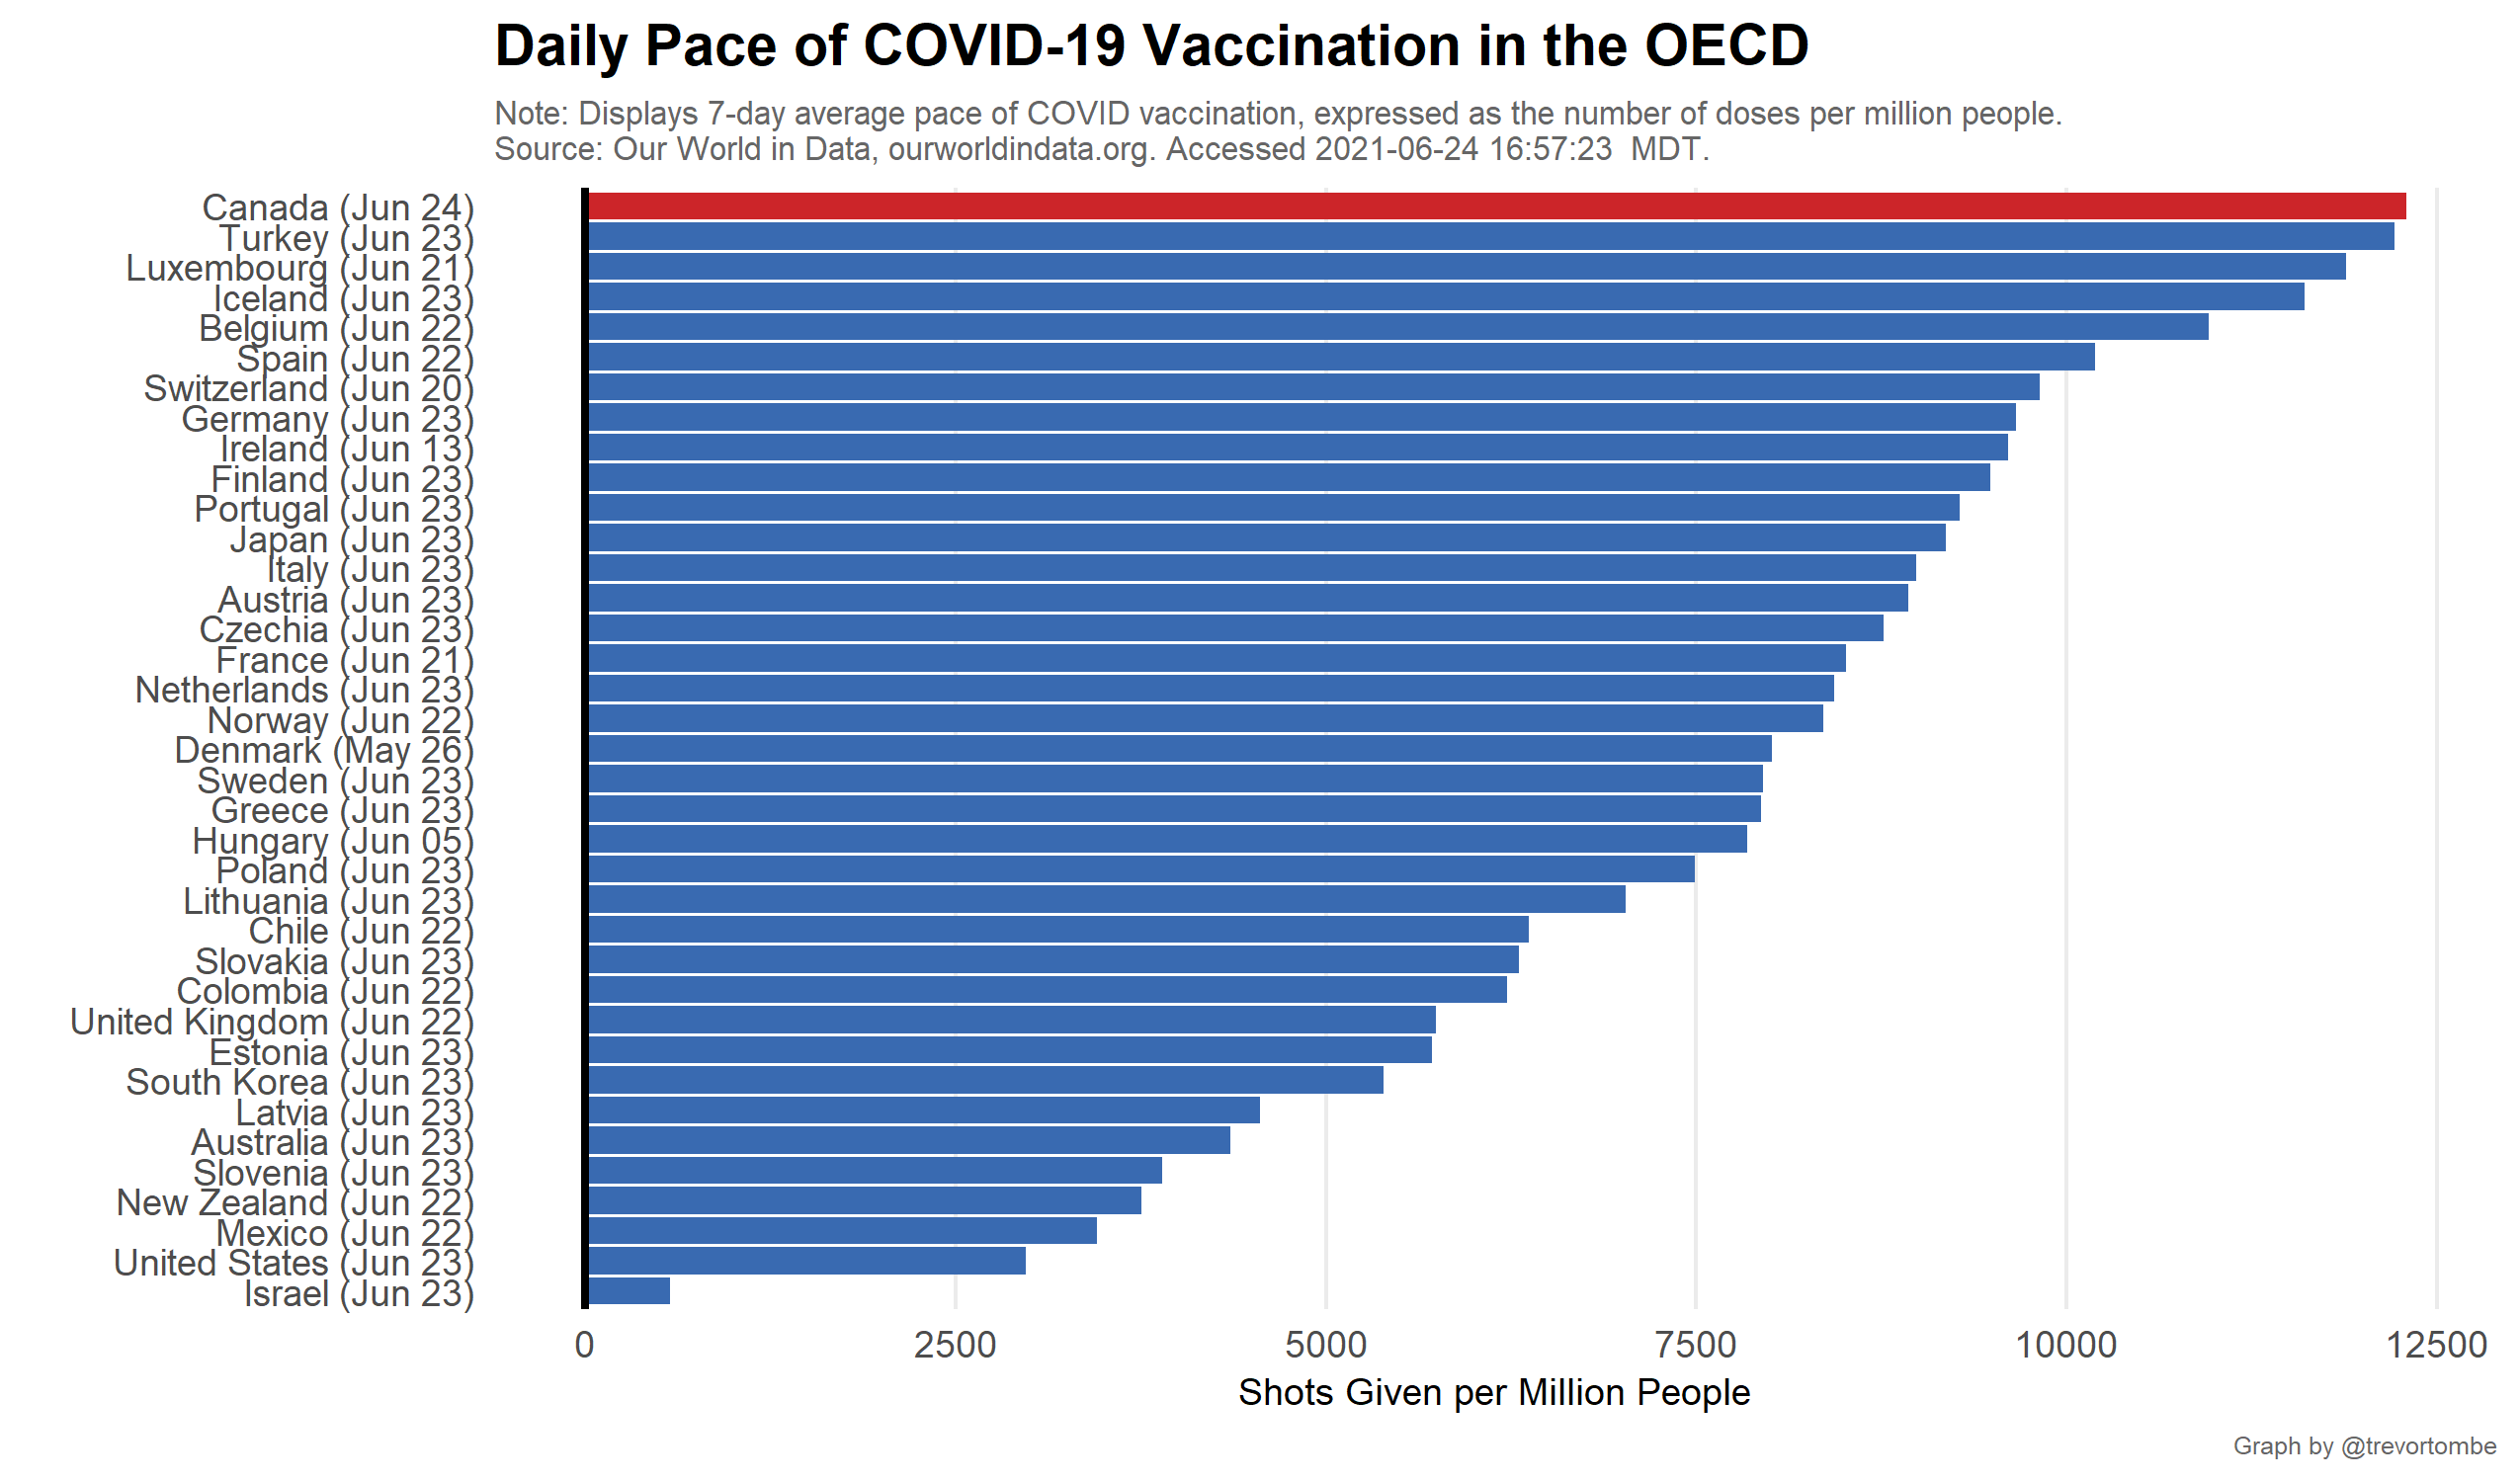 Daily Pace of COVID-19 Vaccination in the OECD
Note: Displays 7-day average pace of COVID vaccination, expressed as the number of doses per million people.
Source: Our World in Data, ourworldindata.org. Accessed 2021-06-24 16:57:23  MDT.
Canada (Jun 24)
Turkey (Jun 23)
Luxembourg (Jun 21)
Iceland (Jun 23)
Belgium (Jun 22)
Spain (Jun 22)
Switzerland (Jun 20)
Germany (Jun 23)
Ireland (Jun 13)
Finland (Jun 23)
Portugal (Jun 23)
Japan (Jun 23)
Italy (Jun 23)
Austria (Jun 23)
Czechia (Jun 23)
France (Jun 21)
Netherlands (Jun 23)
Norway (Jun 22)
Denmark (May 26)
Sweden (Jun 23)
Greece (Jun 23)
Hungary (Jun 05)
Poland (Jun 23)
Lithuania (Jun 23)
Chile (Jun 22)
Slovakia (Jun 23)
Colombia (Jun 22)
United Kingdom (Jun 22)
Estonia (Jun 23)
South Korea (Jun 23)
Latvia (Jun 23)
Australia (Jun 23)
Slovenia (Jun 23)
New Zealand (Jun 22)
Mexico (Jun 22)
United States (Jun 23)
Israel (Jun 23)
0 2500 5000 7500 10000 12500
Shots Given per Million People
Graph by @trevortombe